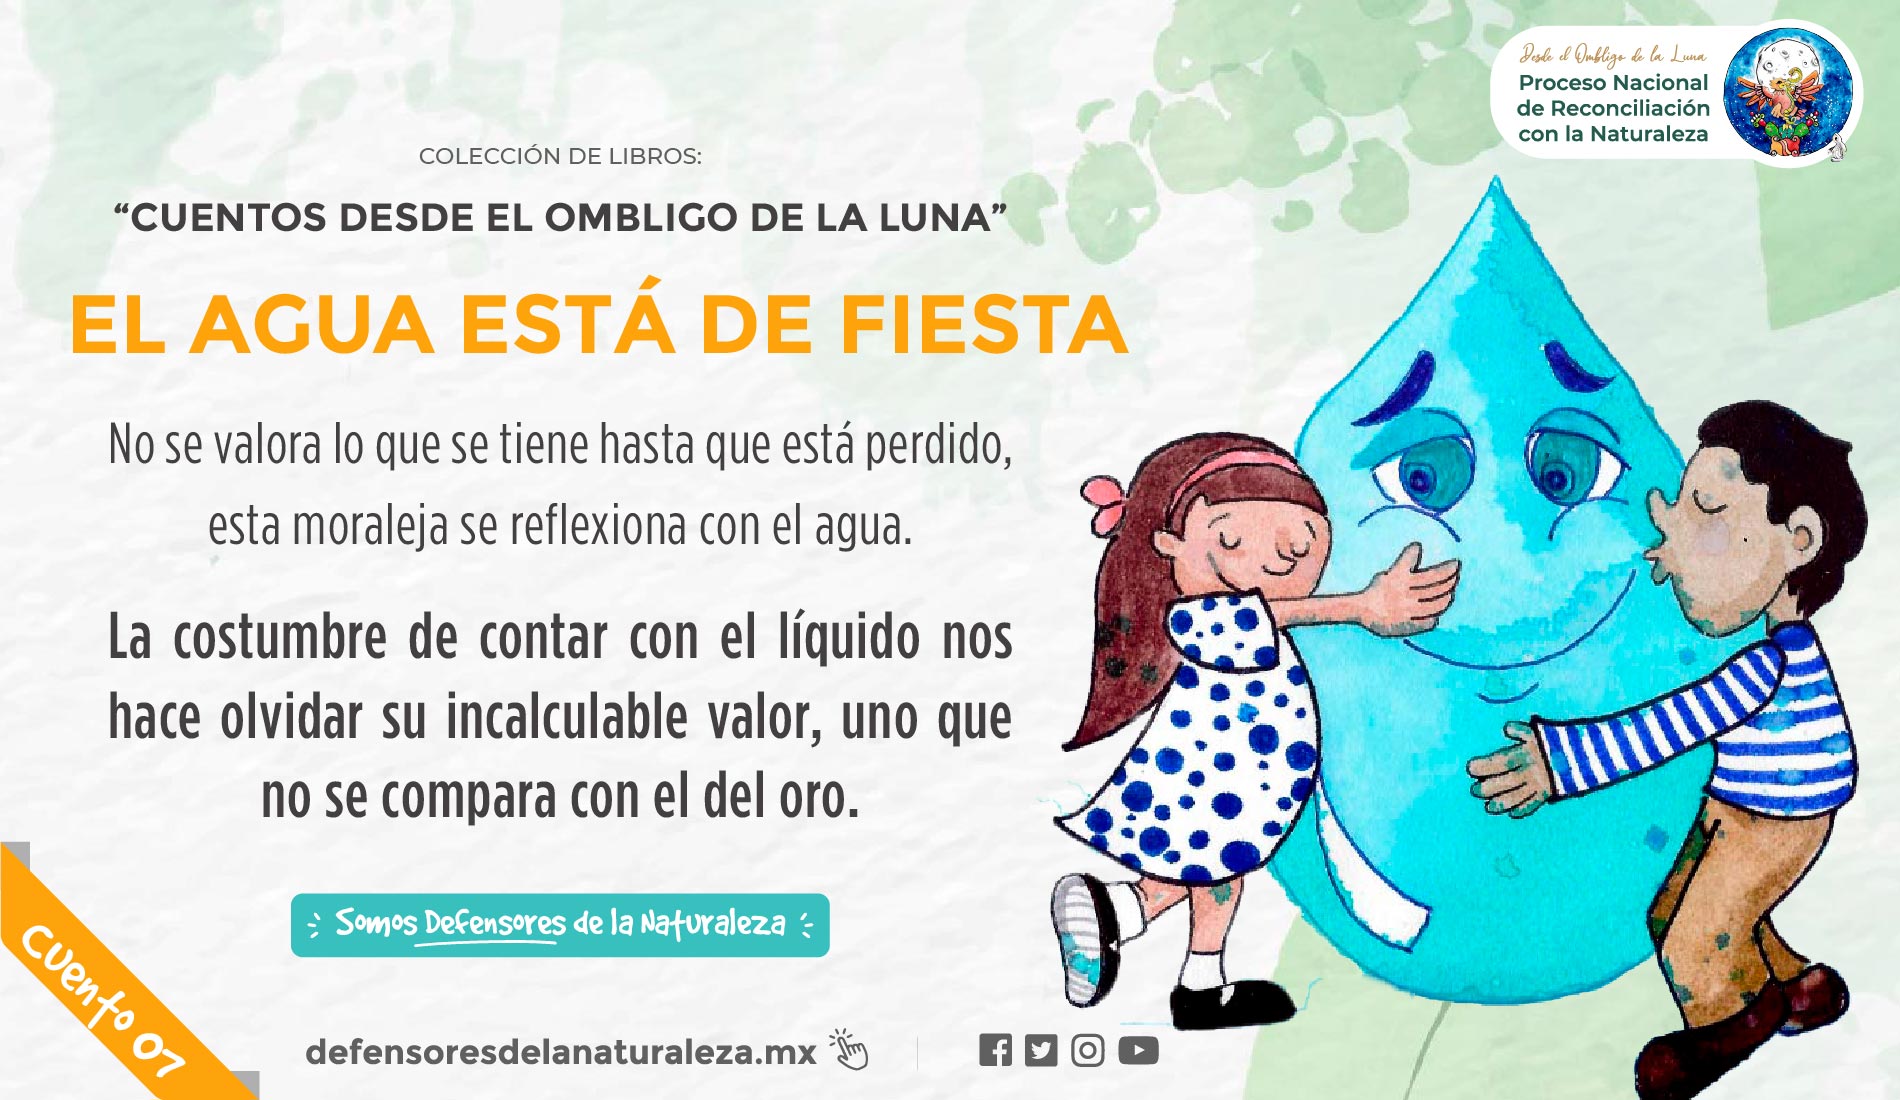 Desde el Ombligo de la Luna
Proceso Nacional
de Reconciliación
con la Naturaleza
COLECCIÓN DE LIBROS:
“CUENTOS DESDE EL OMBLIGO DE LA LUNA”
EL AGUA ESTÁ DE FIESTA
No se valora lo que se tiene hasta que está perdido,
esta moraleja se reflexiona con el agua.
La costumbre de contar con el líquido nos
hace olvidar su incalculable valor, uno que
no se compara con el del oro.
Somos Defensores de la Naturaleza
Cuento 07
defensoresdelanaturaleza.mx